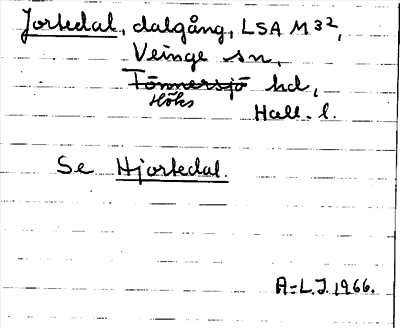 Jortedal, dalgång, LSA M 32,
Veinge sn,
Tönnersjö hd,
Höks
Hall. l.
Se Hjortedal.
A-L.J. 1966.